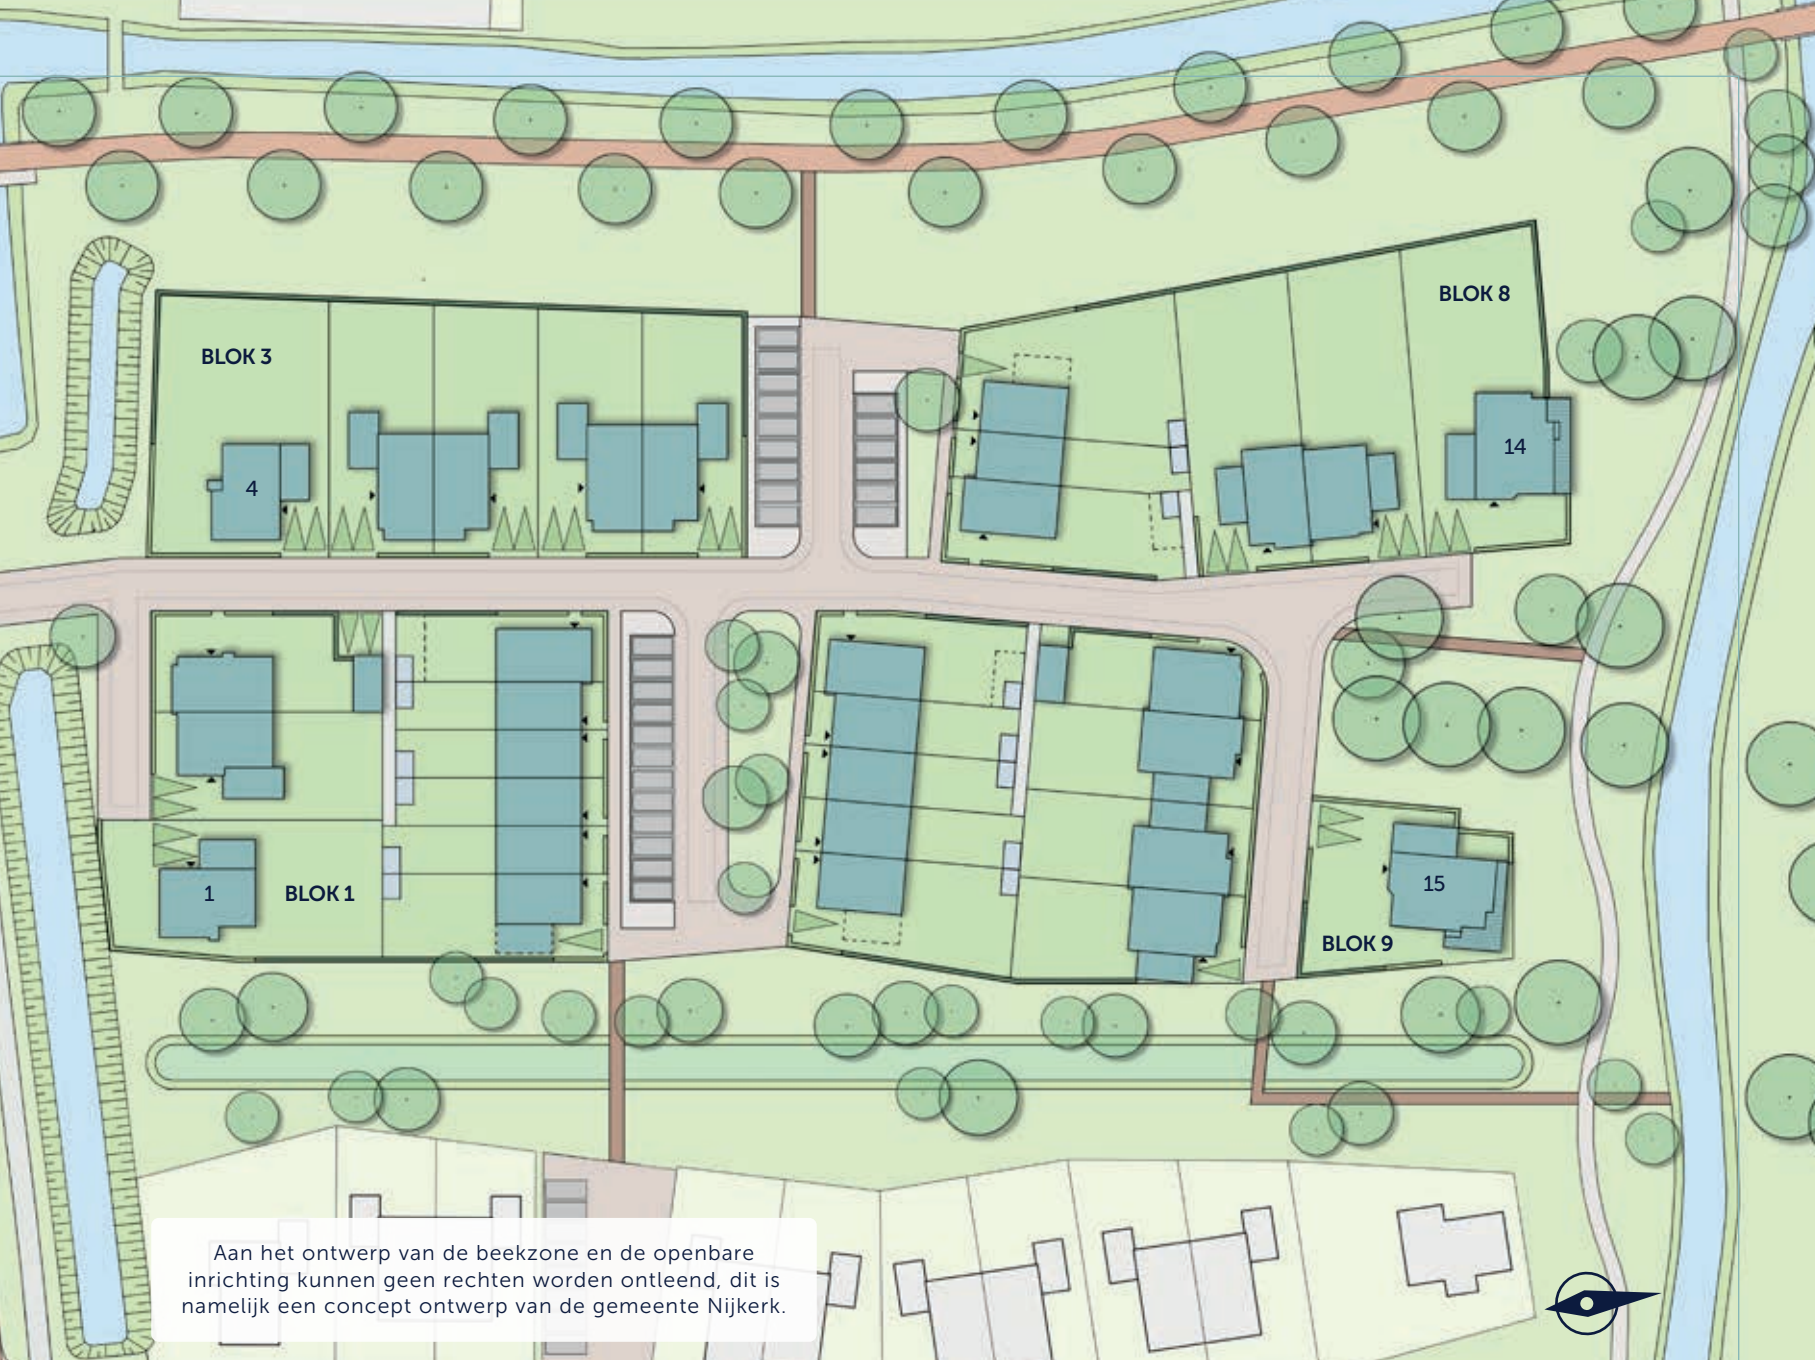 BLOK 8
BLOK 3
14
4
15
1
BLOK 1
BLOK 9
Aan het ontwerp van de beekzone en de openbare
inrichting kunnen geen rechten worden ontleend, dit is
namelijk een concept ontwerp van de gemeente Nijkerk.